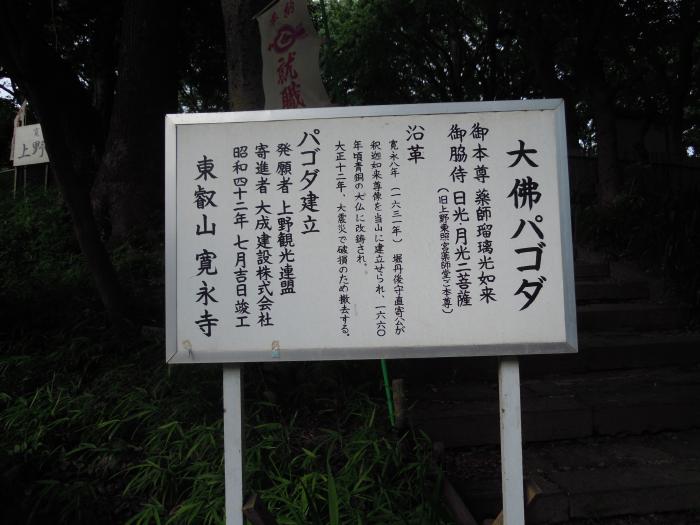 大佛パゴダ
御本尊 薬師瑠璃光如来
御脇侍 日光・月光二菩薩
(旧上野東照宮薬師堂ご本尊)
沿革
寛永八年(一六三一年) 堀丹後守直寄公が
釈迦如来尊像を当山に建立せられ、一六六〇
年頃青銅の大仏に改鋳され。
大正十二年、大震災で破損のため撤去する。
パゴダ建立
発願者 上野観光連盟
寄進者 大成建設株式会社
昭和四十二年 七月吉日竣工
東叡山 寛永寺
就職
上野